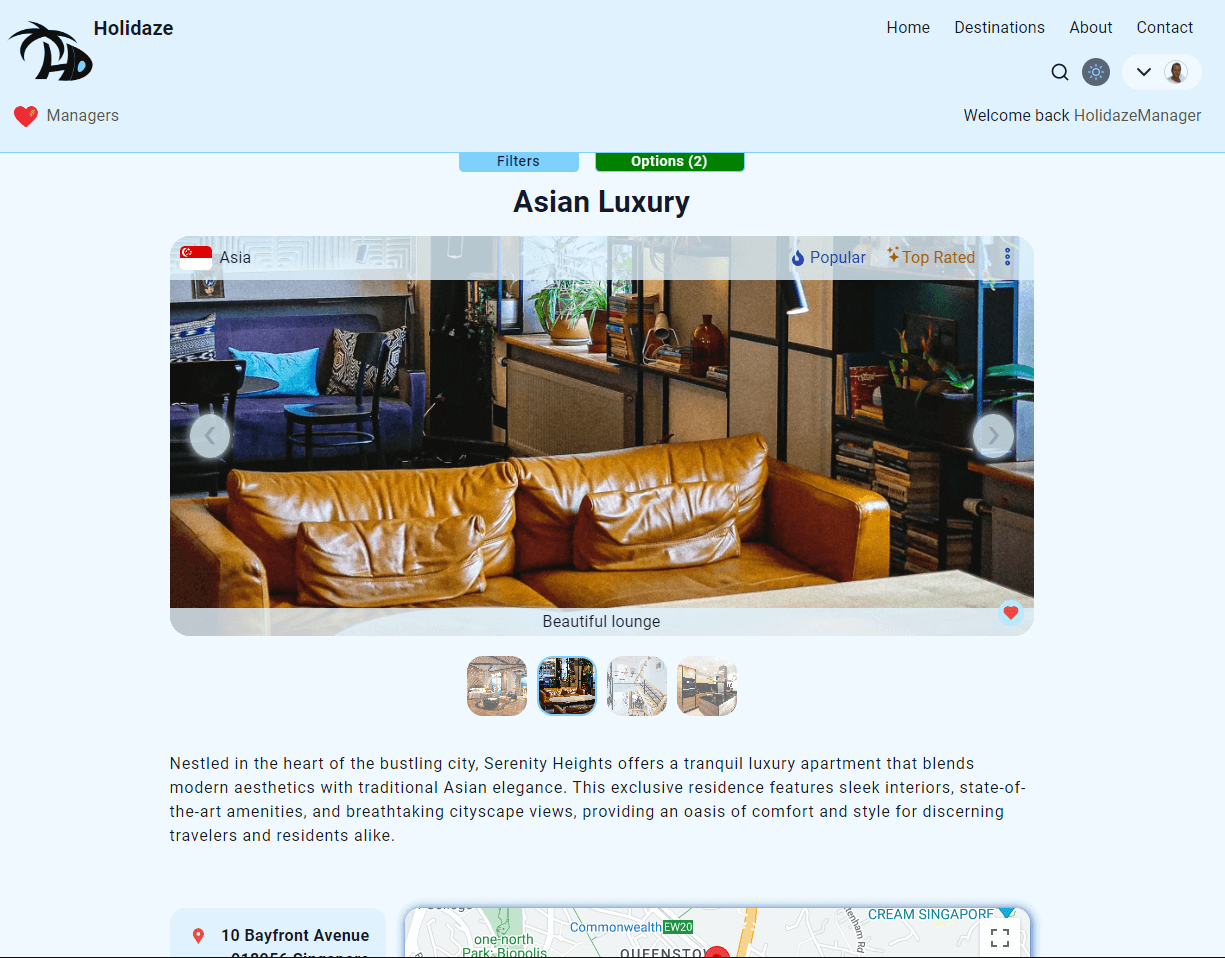 Holidaze
Home Destinations About Contact
Managers
Welcome back HolidazeManager
Filters Options (2)
Asian Luxury
Asia Popular Top Rated
Beautiful lounge
Nestled in the heart of the bustling city, Serenity Heights offers a tranquil luxury apartment that blends
modern aesthetics with traditional Asian elegance. This exclusive residence features sleek interiors, state-of-
the-art amenities, and breathtaking cityscape views, providing an oasis of comfort and style for discerning
travelers and residents alike.
10 Bayfront Avenue
018956 Singapore
CREAM SINGAPORE
Commonwealth EW20
one-north
Park: Biopolis